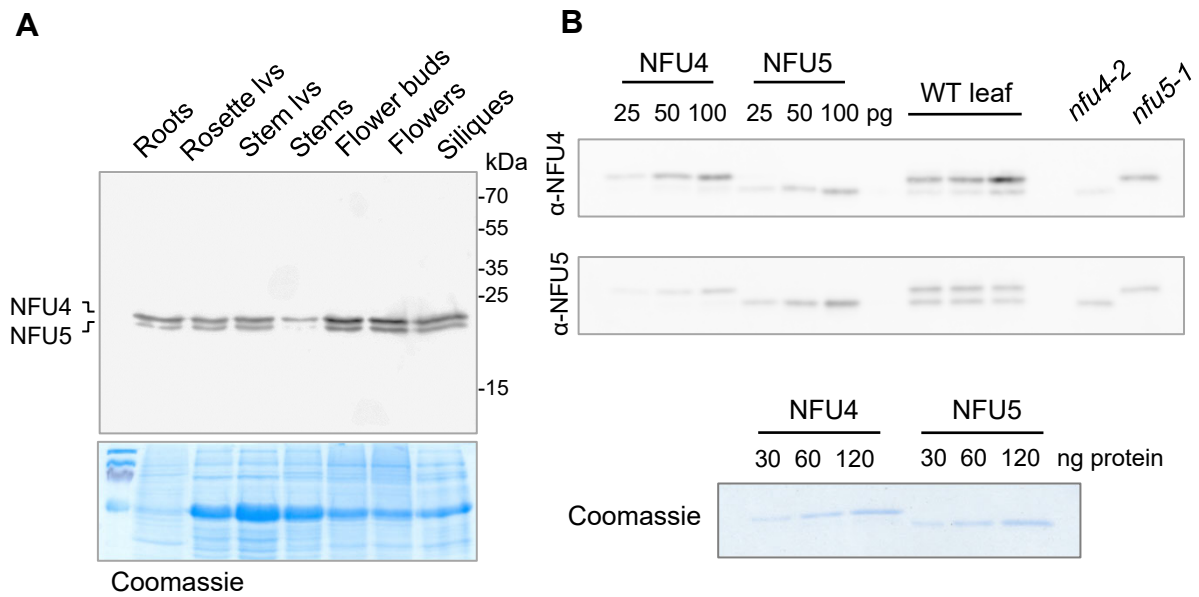 A
Roots
Rosette lvs
Stem lvs
Stems
Flower buds
Flowers
Siliques
kDa
-70
-55
-35
-25
-15
NFU4
NFU5
Coomassie
B
NFU4 NFU5 WT leaf nfu4-2 nfu5-1
25 50 100 25 50 100 pg
α-NFU4
α-NFU5
NFU4 NFU5
30 60 120 30 60 120 ng protein
Coomassie